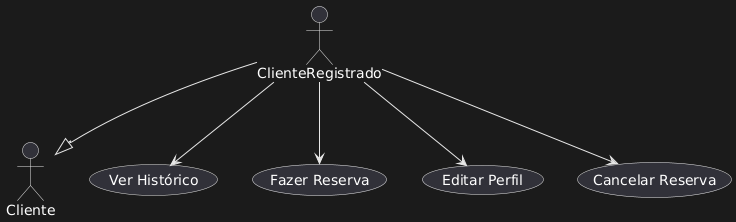 ClienteRegistrado
Cliente
Ver Histórico
Fazer Reserva
Editar Perfil
Cancelar Reserva